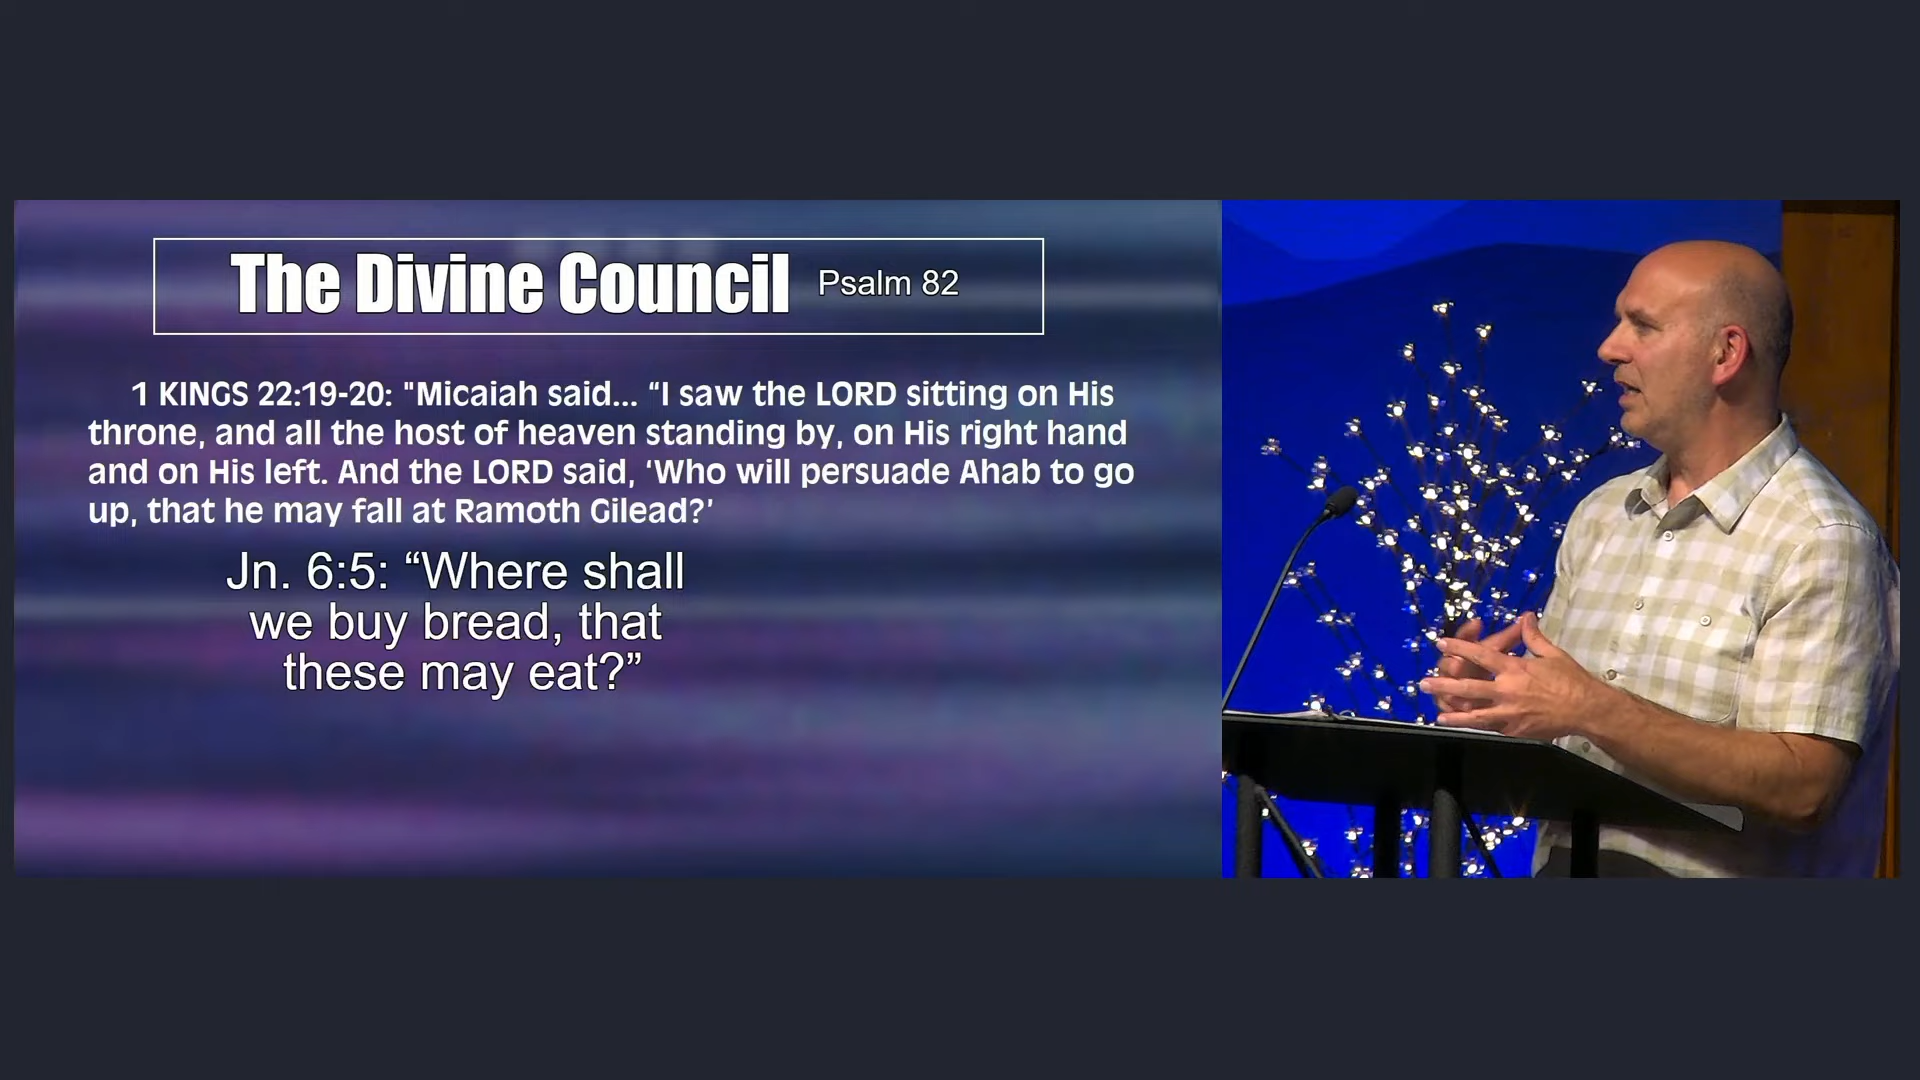 The Divine Council Psalm 82
1 KINGS 22:19-20: "Micaiah said... “I saw the LORD sitting on His
throne, and all the host of heaven standing by, on His right hand
and on His left. And the LORD said, ‘Who will persuade Ahab to go
up, that he may fall at Ramoth Gilead?’
Jn. 6:5: “Where shall
we buy bread, that
these may eat?”